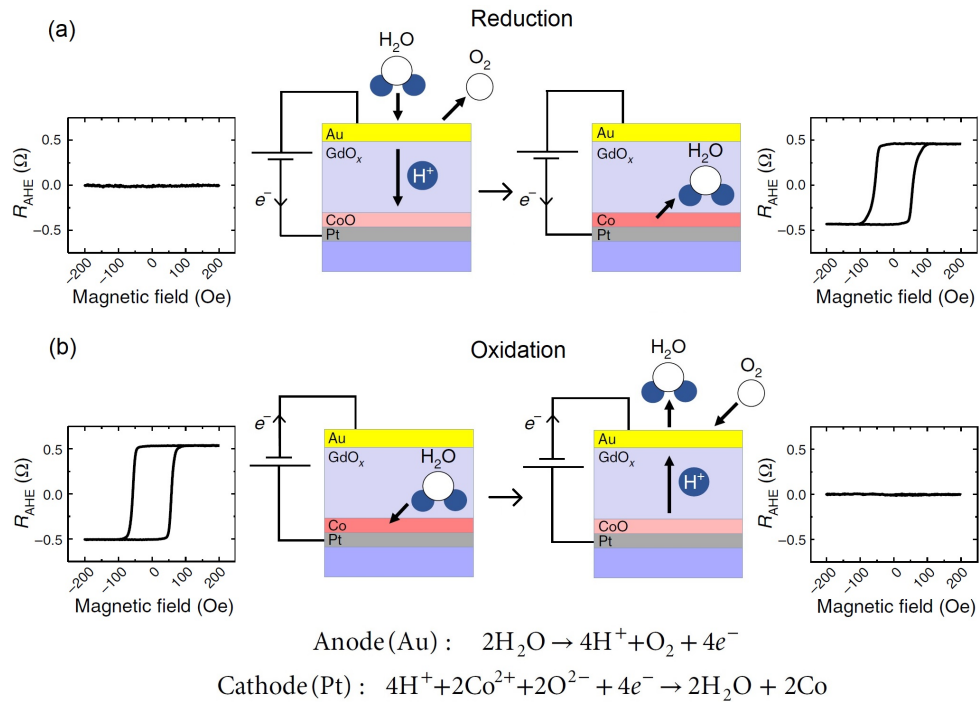 (a)
Reduction
H₂O
O₂
Au
GdOₓ
H⁺
CoO
Pt
e⁻
Au
GdOₓ
H₂O
Co
Pt
e⁻
R_AHE (Ω)
0.5
0.0
−0.5
−200
−100
0
100
200
Magnetic field (Oe)
R_AHE (Ω)
0.5
0.0
−0.5
−200
−100
0
100
200
Magnetic field (Oe)
(b)
Oxidation
R_AHE (Ω)
0.5
0.0
−0.5
−200
−100
0
100
200
Magnetic field (Oe)
e⁻
Au
GdOₓ
H₂O
Co
Pt
H₂O
O₂
e⁻
Au
GdOₓ
H⁺
CoO
Pt
R_AHE (Ω)
0.5
0.0
−0.5
−200
−100
0
100
200
Magnetic field (Oe)
Anode(Au) : 2H₂O → 4H⁺+O₂ + 4e⁻
Cathode(Pt) : 4H⁺+2Co²⁺+2O²⁻ +4e⁻ → 2H₂O + 2Co